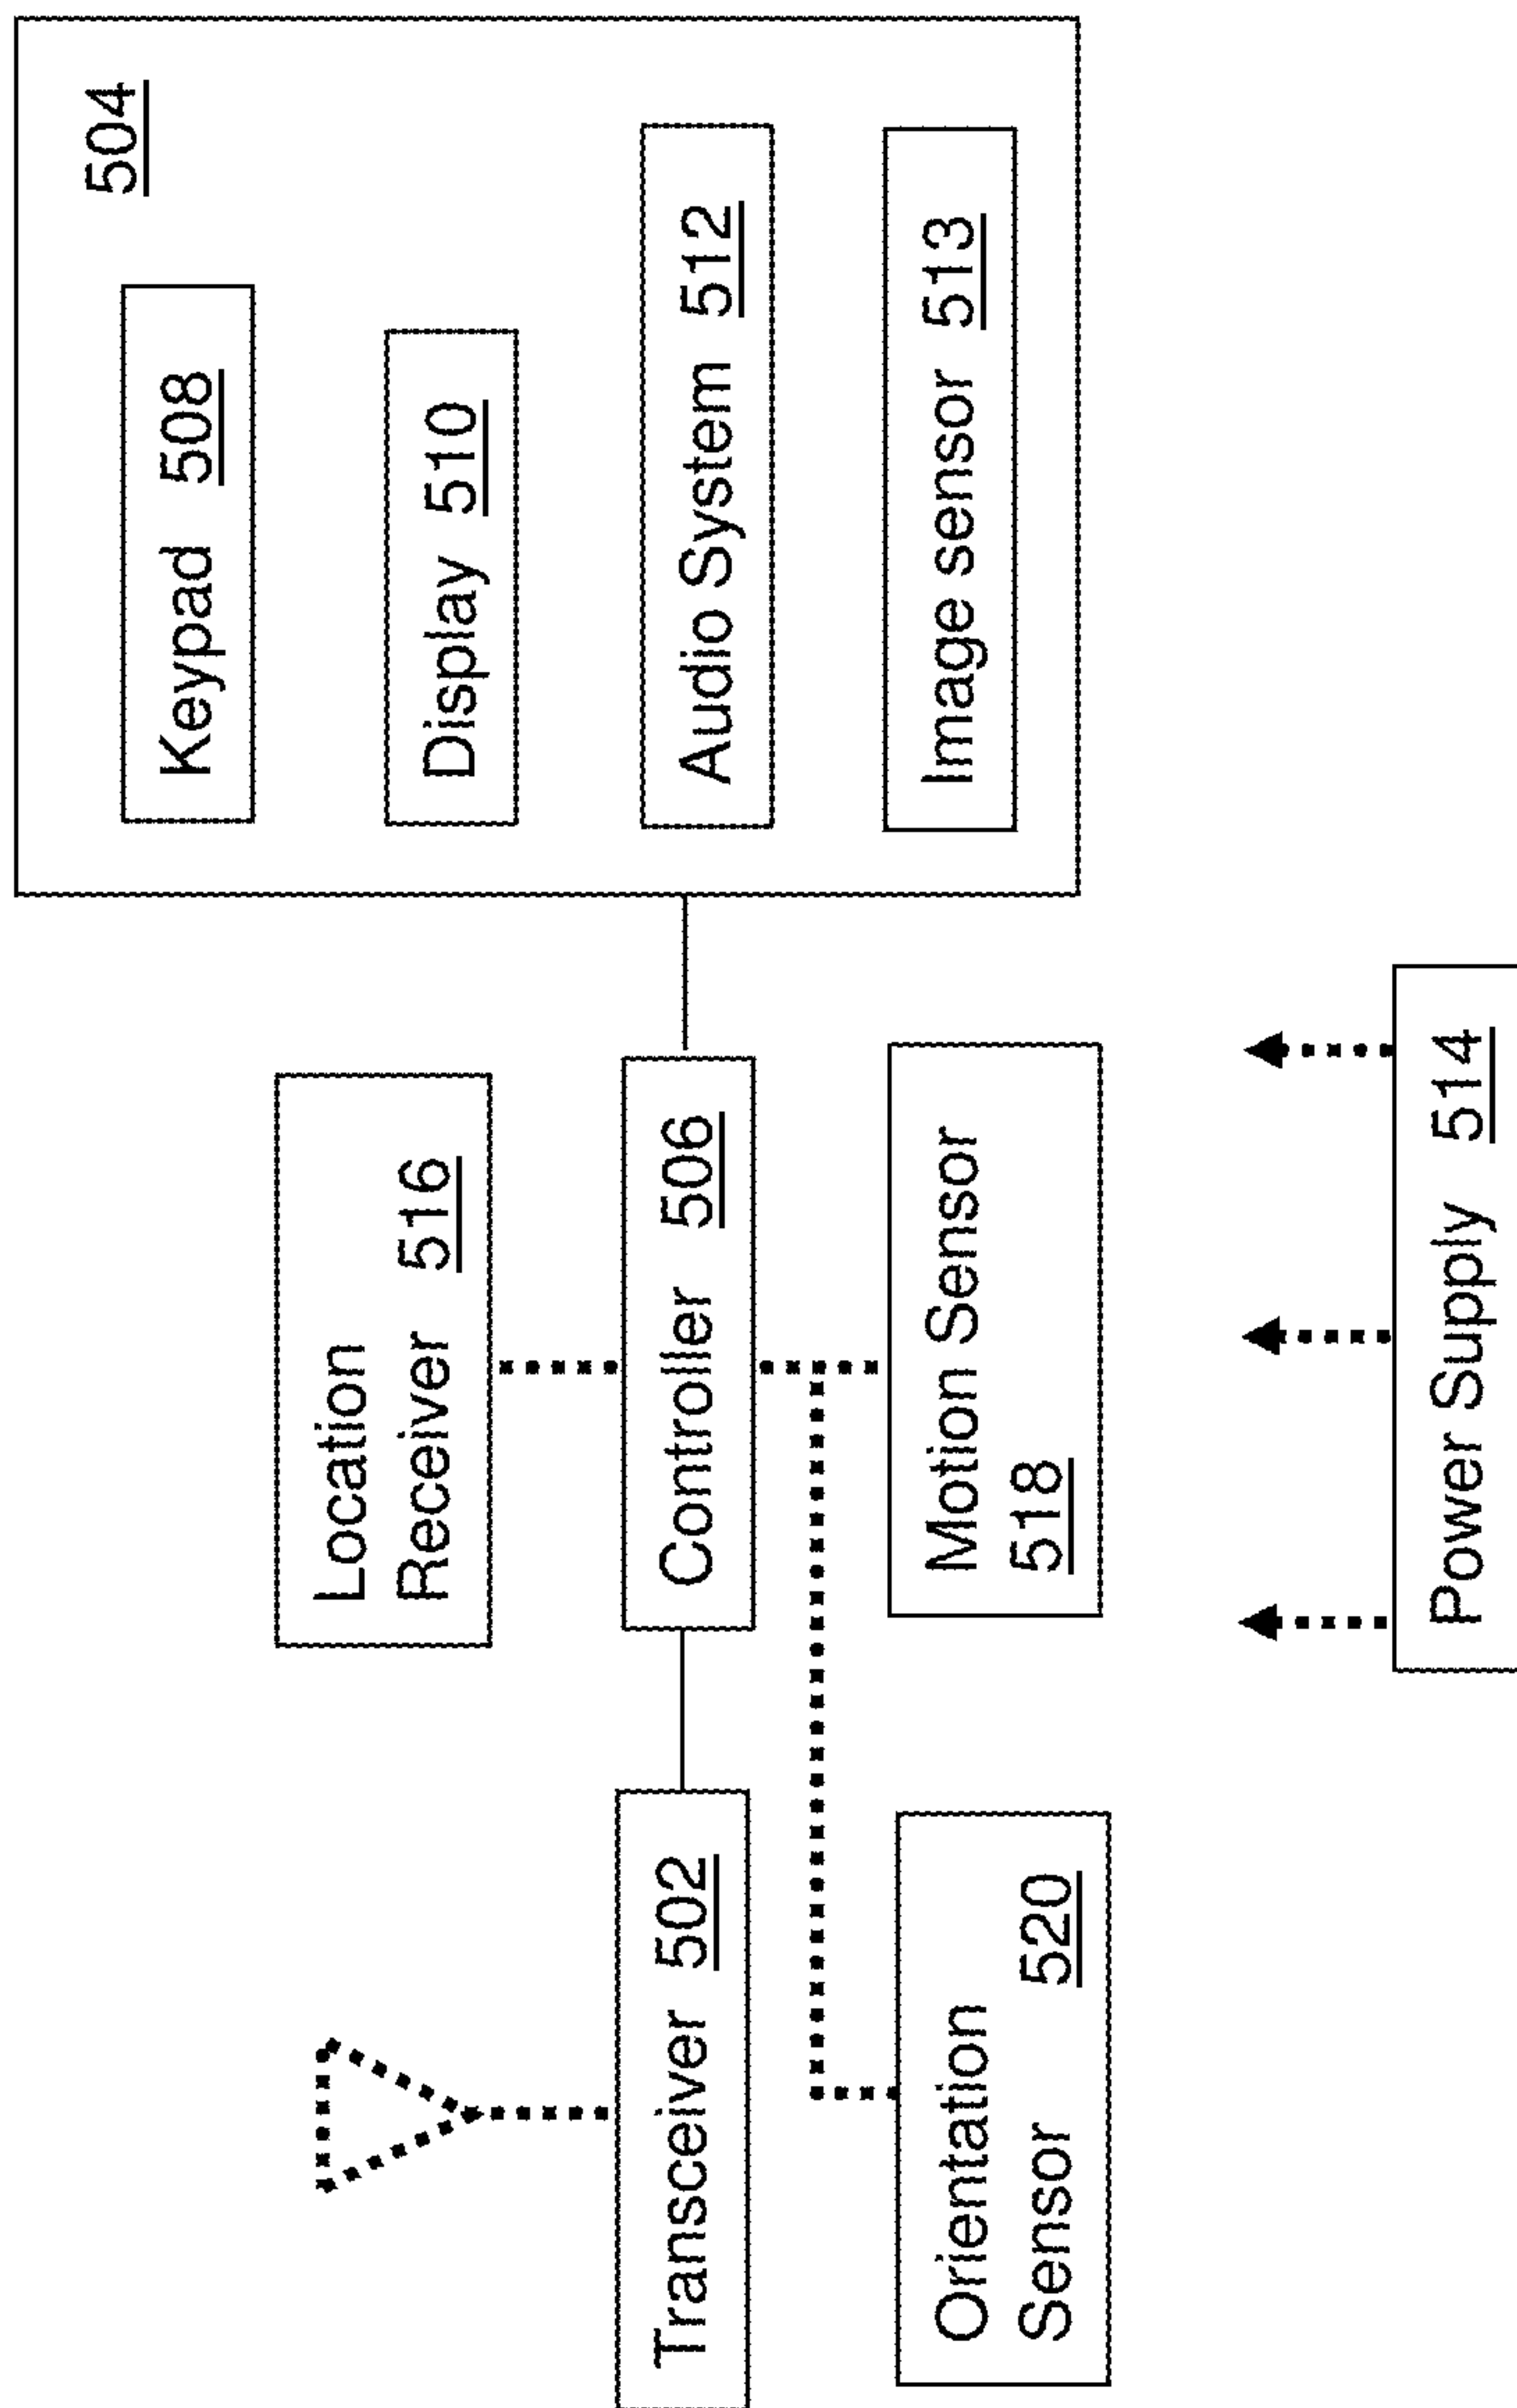 504
Keypad 508
Display 510
Audio System 512
Image sensor 513
Location
Receiver 516
Controller 506
Transceiver 502
Motion Sensor
518
Orientation
Sensor 520
Power Supply 514